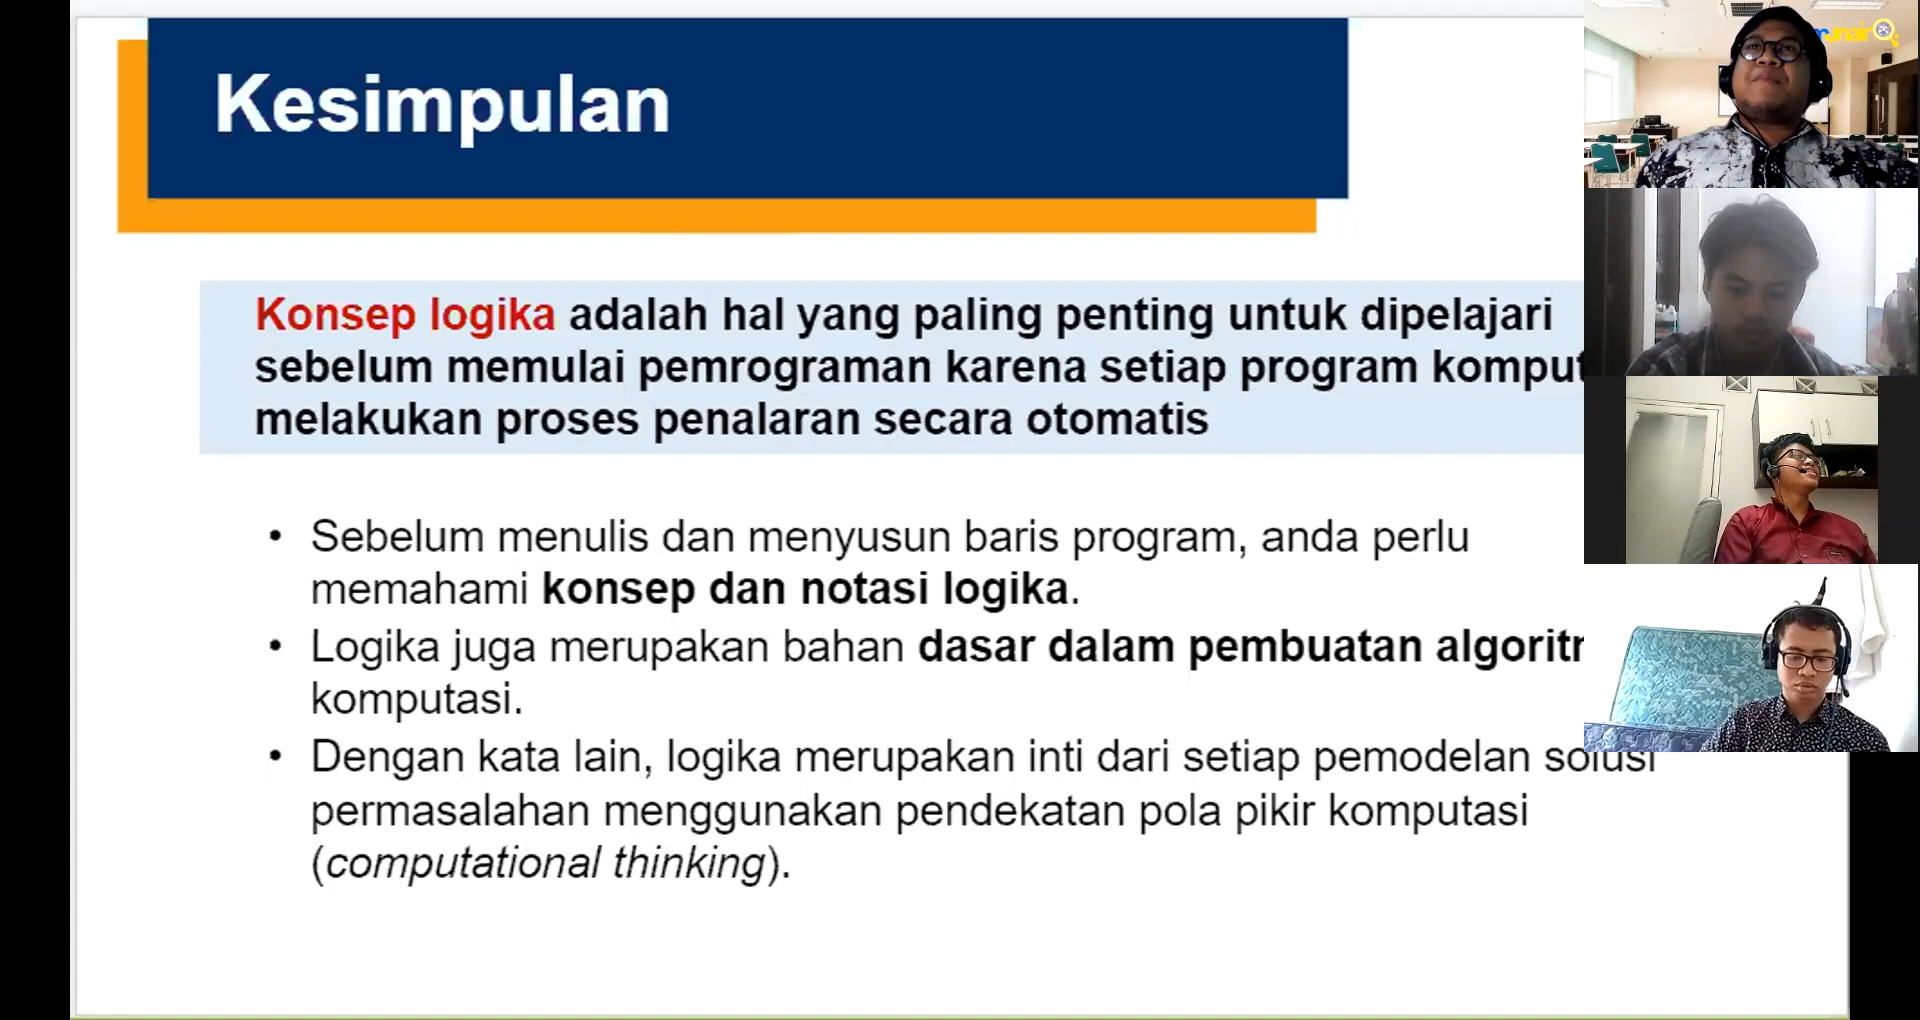 Kesimpulan
Konsep logika adalah hal yang paling penting untuk dipelajari
sebelum memulai pemrograman karena setiap program
melakukan proses penalaran secara otomatis
• Sebelum menulis dan menyusun baris program, anda perlu
memahami konsep dan notasi logika.
• Logika juga merupakan bahan dasar dalam pembuatan
komputasi.
• Dengan kata lain, logika merupakan inti dari setiap pemodelan solusi
permasalahan menggunakan pendekatan pola pikir komputasi
(computational thinking).